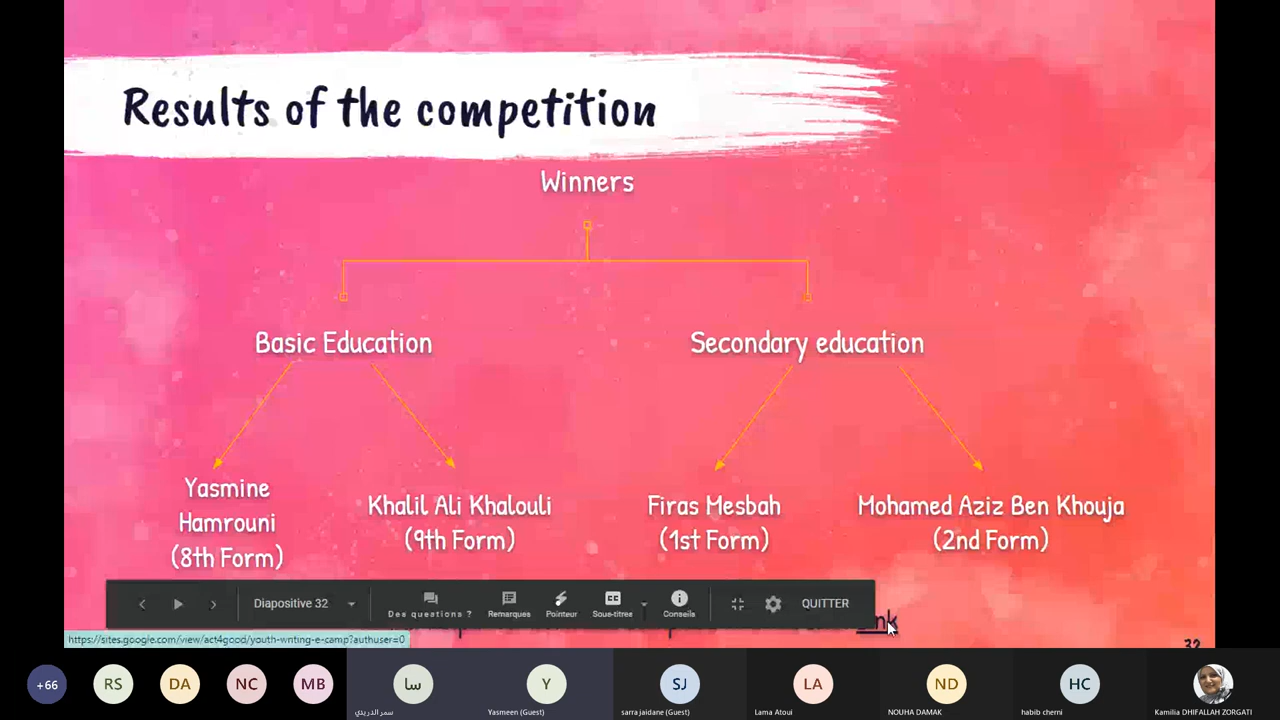 Results of the competition
Winners
Basic Education
Secondary education
Yasmine
Hamrouni
(8th Form)
Khalil Ali Khalouli
(9th Form)
Firas Mesbah
(1st Form)
Mohamed Aziz Ben Khouja
(2nd Form)
Diapositive 32
Des questions ?
Remarques
Pointeur
Sous-titres
Conseils
QUITTER
https://sites.google.com/view/act4good/youth-writing-e-camp?authuser=0
32
+66
RS
DA
NC
MB
سا
Y
SJ
LA
ND
HC
سمر الدريدي
Yasmeen (Guest)
sarra jaidane (Guest)
Lama Atoui
NOUHA DAMAK
habib cherni
Kamilia DHIFALLAH ZORGATI